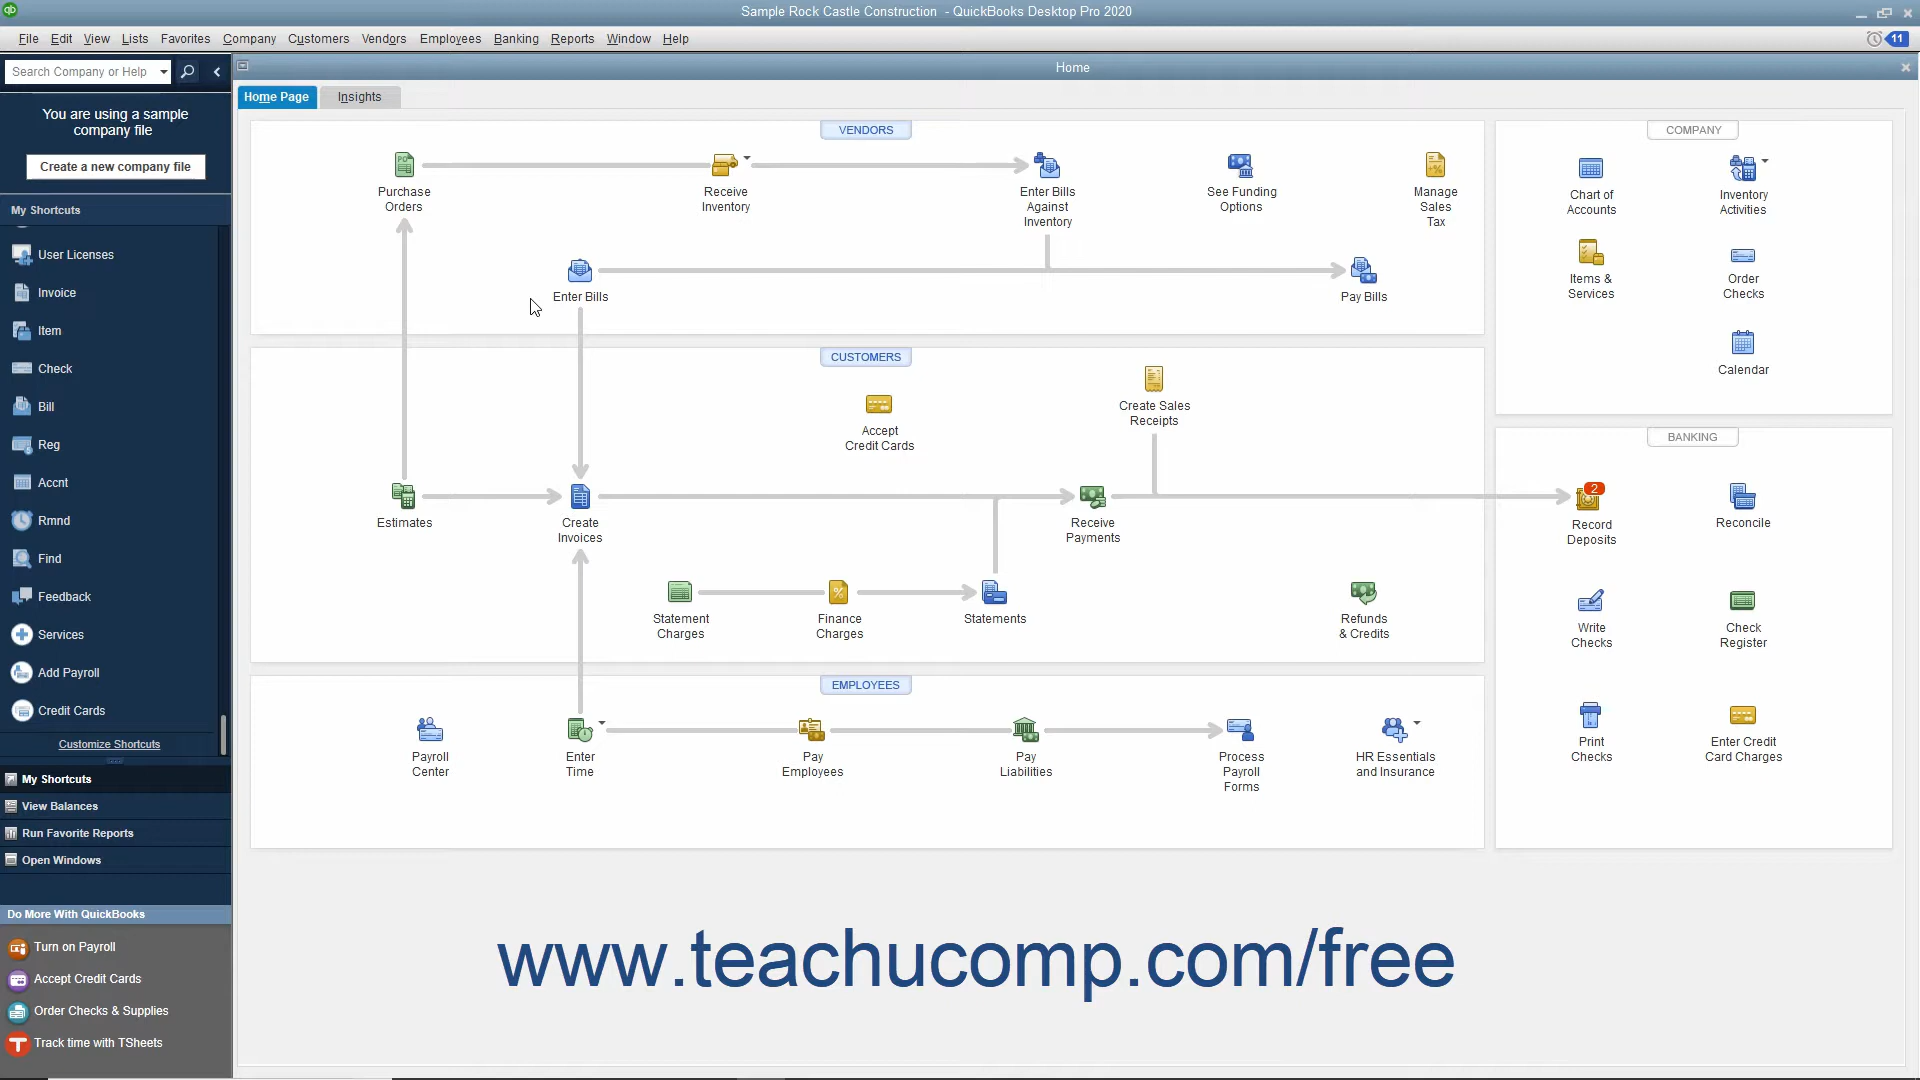 Sample Rock Castle Construction - QuickBooks Desktop Pro 2020
File Edit View Lists Favorites Company Customers Vendors Employees Banking Reports Window Help
11
Search Company or Help
Home
You are using a sample
company file
Create a new company file
My Shortcuts
User Licenses
Invoice
Item
Check
Bill
Reg
Accnt
Rmnd
Find
Feedback
Services
Add Payroll
Credit Cards
Customize Shortcuts
My Shortcuts
View Balances
Run Favorite Reports
Open Windows
Do More With QuickBooks
Turn on Payroll
Accept Credit Cards
Order Checks & Supplies
Track time with TSheets
Home Page
Insights
VENDORS
Purchase
Orders
Receive
Inventory
Enter Bills
Against
Inventory
See Funding
Options
Manage
Sales
Tax
Enter Bills
Pay Bills
CUSTOMERS
Accept
Credit Cards
Create Sales
Receipts
Estimates
Create
Invoices
Receive
Payments
Statement
Charges
Finance
Charges
Statements
Refunds
& Credits
EMPLOYEES
Payroll
Center
Enter
Time
Pay
Employees
Pay
Liabilities
Process
Payroll
Forms
HR Essentials
and Insurance
COMPANY
Chart of
Accounts
Inventory
Activities
Items &
Services
Order
Checks
Calendar
BANKING
2
Record
Deposits
Reconcile
Write
Checks
Check
Register
Print
Checks
Enter Credit
Card Charges
www.teachucomp.com/free